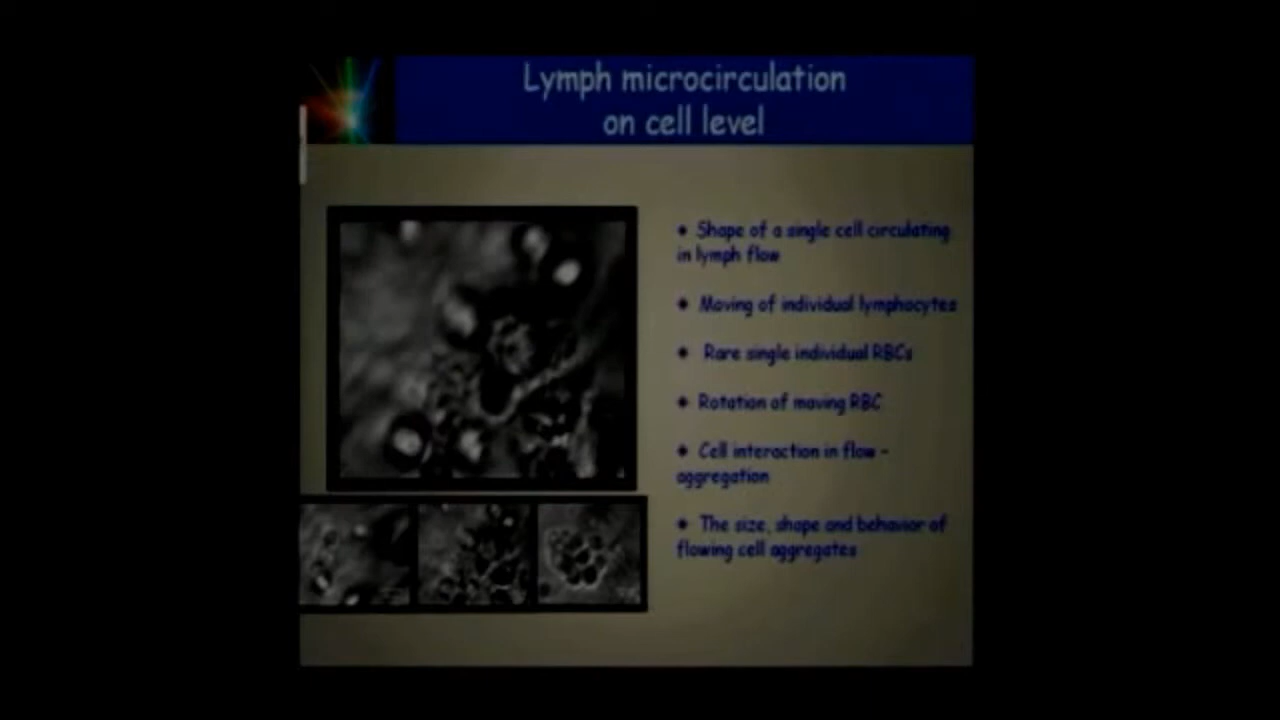 Lymph microcirculation
on cell level
• Shape of a single cell circulating
in lymph flow
• Moving of individual lymphocytes
• Rare single individual RBCs
• Rotation of moving RBC
• Cell interaction in flow -
aggregation
• The size, shape and behavior of
flowing cell aggregates